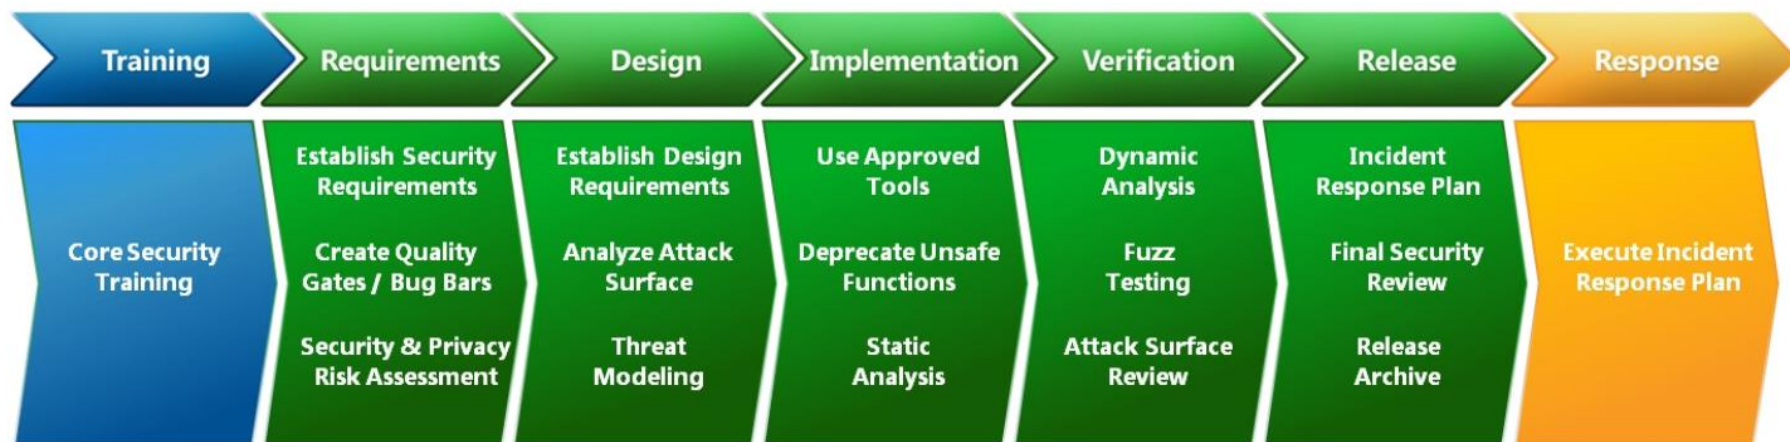 Training
Requirements
Design
Implementation
Verification
Release
Response
Core Security
Training
Establish Security
Requirements
Create Quality
Gates / Bug Bars
Security & Privacy
Risk Assessment
Establish Design
Requirements
Analyze Attack
Surface
Threat
Modeling
Use Approved
Tools
Deprecate Unsafe
Functions
Static
Analysis
Dynamic
Analysis
Fuzz
Testing
Attack Surface
Review
Incident
Response Plan
Final Security
Review
Release
Archive
Execute Incident
Response Plan